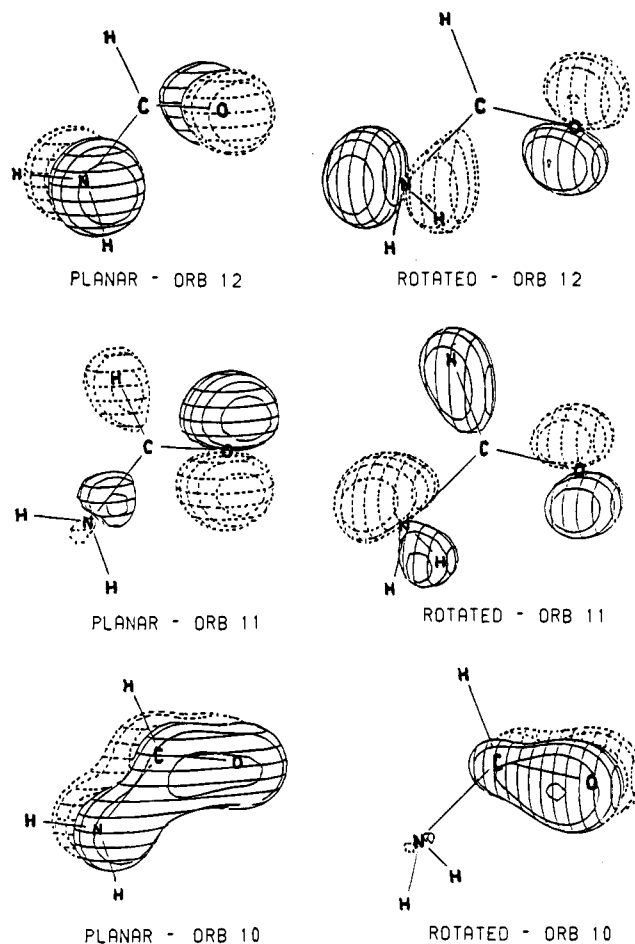 H
C
O
H
N
H
PLANAR - ORB 12
H
C
O
N
H
H
ROTATED - ORB 12
H
C
O
H
N
H
PLANAR - ORB 11
H
C
O
N
H
H
ROTATED - ORB 11
H
C
O
H
N
H
PLANAR - ORB 10
H
C
O
N
H
H
ROTATED - ORB 10